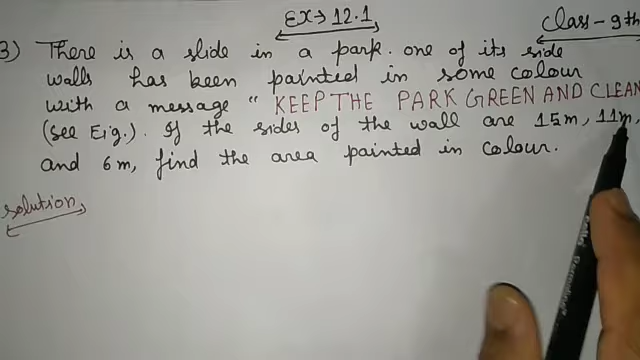 Ex → 12.1
Class - 9th
3) There is a slide in a park. one of its side
walls has been painted in some colour
with a message " KEEP THE PARK GREEN AND CLEAN
(see Fig.). If the sides of the wall are 15m, 11m,
and 6m, find the area painted in colour.
solution